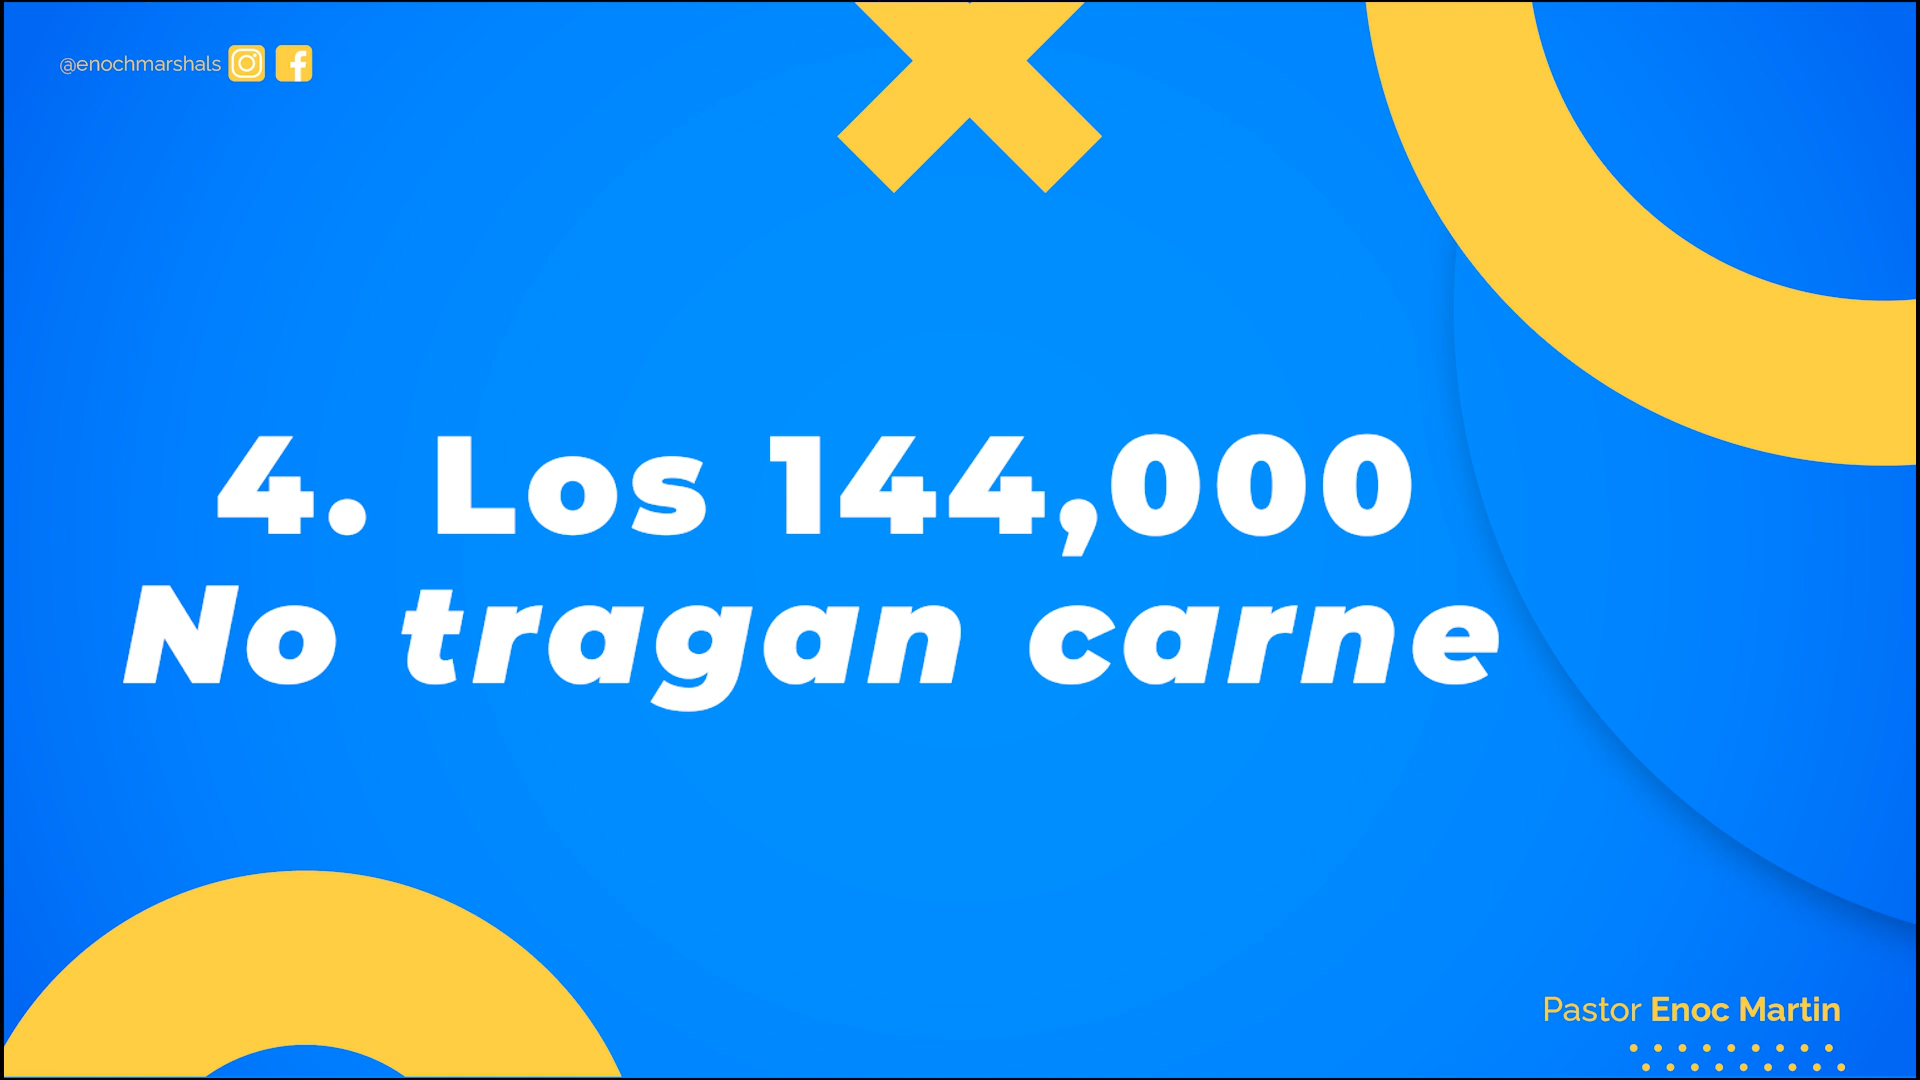 @enochmarshals
4. Los 144,000
No tragan carne
Pastor Enoc Martin